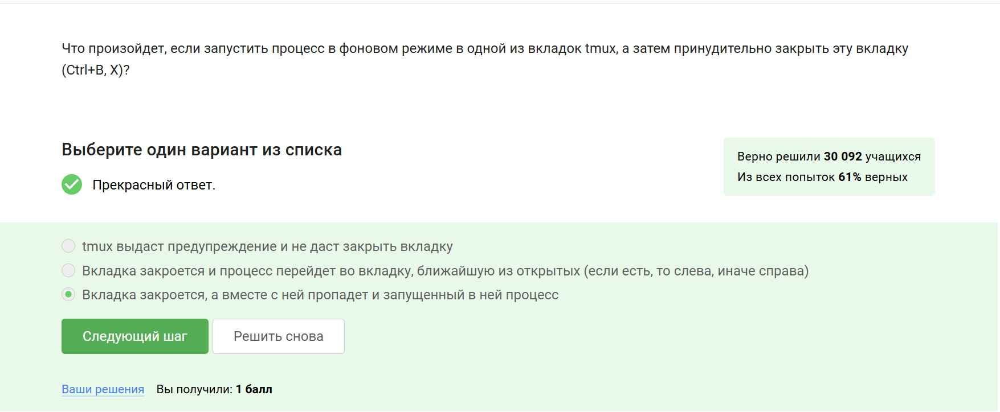 Что произойдет, если запустить процесс в фоновом режиме в одной из вкладок tmux, а затем принудительно закрыть эту вкладку
(Ctrl+B, X)?
Выберите один вариант из списка
Прекрасный ответ.
Верно решили 30 092 учащихся
Из всех попыток 61% верных
tmux выдаст предупреждение и не даст закрыть вкладку
Вкладка закроется и процесс перейдет во вкладку, ближайшую из открытых (если есть, то слева, иначе справа)
Вкладка закроется, а вместе с ней пропадет и запущенный в ней процесс
Следующий шаг
Решить снова
Ваши решения Вы получили: 1 балл